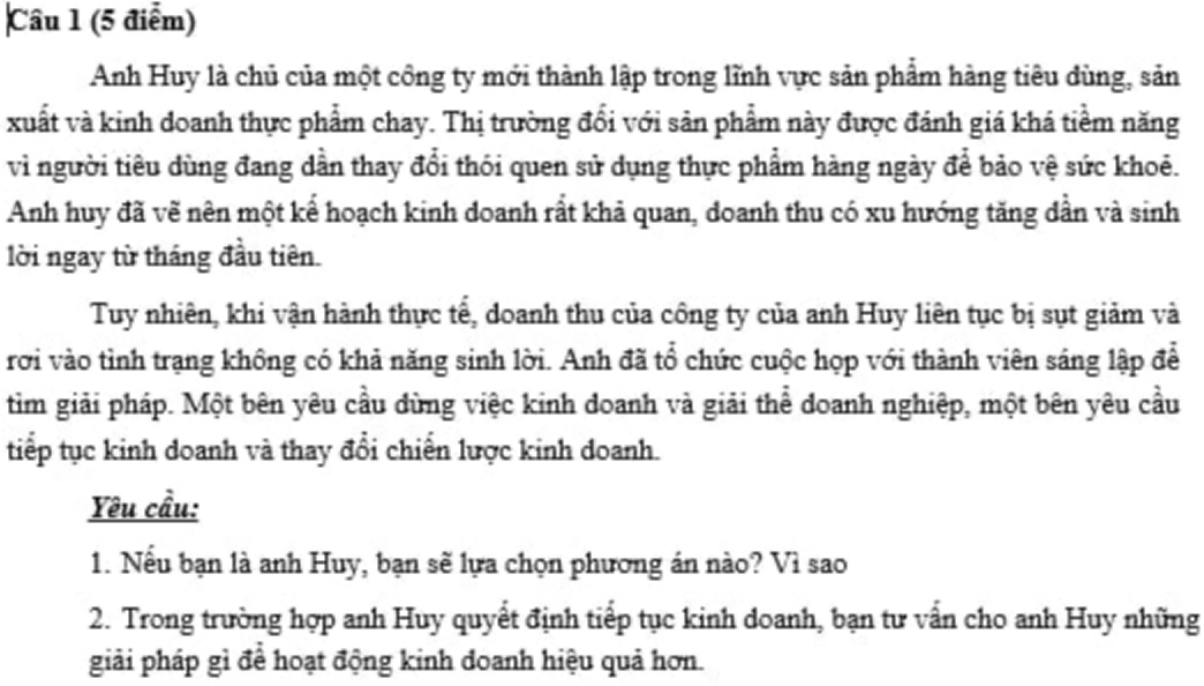 Câu 1 (5 điểm)
Anh Huy là chủ của một công ty mới thành lập trong lĩnh vực sản phẩm hàng tiêu dùng, sản
xuất và kinh doanh thực phẩm chay. Thị trường đối với sản phẩm này được đánh giá khá tiềm năng
vì người tiêu dùng đang dần thay đổi thói quen sử dụng thực phẩm hàng ngày để bảo vệ sức khoẻ.
Anh huy đã vẽ nên một kế hoạch kinh doanh rất khả quan, doanh thu có xu hướng tăng dần và sinh
lời ngay từ tháng đầu tiên.
Tuy nhiên, khi vận hành thực tế, doanh thu của công ty của anh Huy liên tục bị sụt giảm và
rơi vào tình trạng không có khả năng sinh lời. Anh đã tổ chức cuộc họp với thành viên sáng lập để
tìm giải pháp. Một bên yêu cầu dừng việc kinh doanh và giải thể doanh nghiệp, một bên yêu cầu
tiếp tục kinh doanh và thay đổi chiến lược kinh doanh.
Yêu cầu:
1. Nếu bạn là anh Huy, bạn sẽ lựa chọn phương án nào? Vì sao
2. Trong trường hợp anh Huy quyết định tiếp tục kinh doanh, bạn tư vấn cho anh Huy những
giải pháp gì để hoạt động kinh doanh hiệu quả hơn.